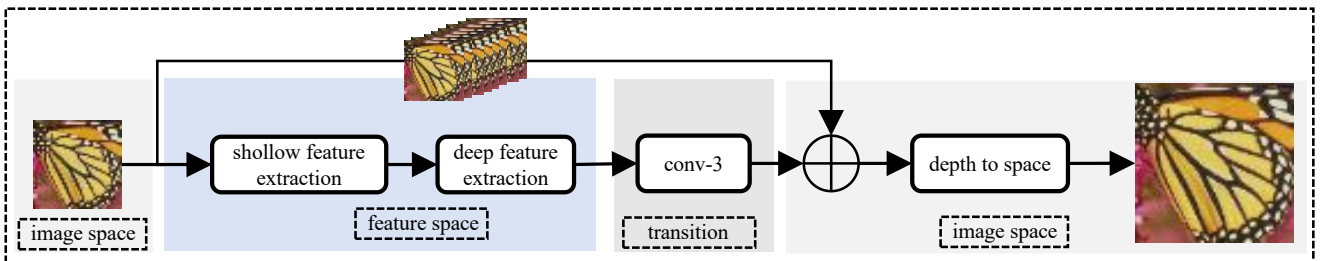 shollow feature
extraction
deep feature
extraction
conv-3
depth to space
image space
feature space
transition
image space